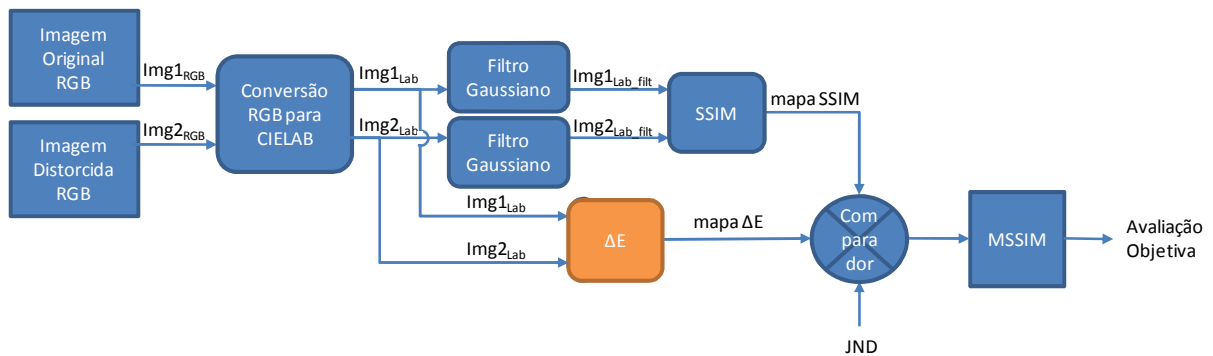 Imagem
Original
RGB
Img1RGB
Imagem
Distorcida
RGB
Img2RGB
Conversão
RGB para
CIELAB
Img1Lab
Img2Lab
Filtro
Gaussiano
Img1Lab_filt
Filtro
Gaussiano
Img2Lab_filt
SSIM
mapa SSIM
Img1Lab
Img2Lab
ΔE
mapa ΔE
Com
para
dor
JND
MSSIM
Avaliação
Objetiva